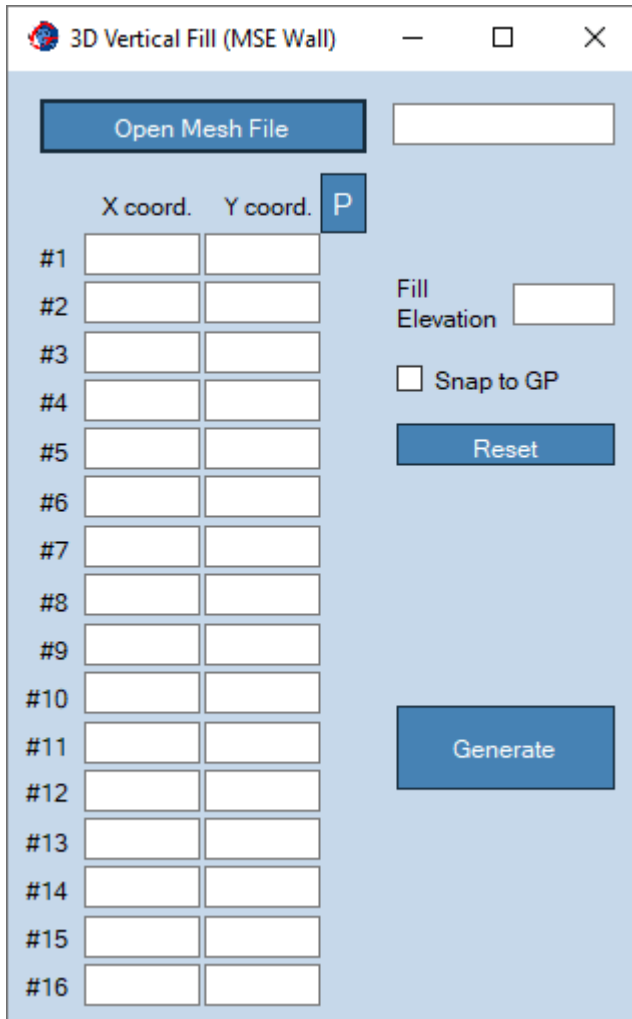 3D Vertical Fill (MSE Wall)
Open Mesh File
X coord. Y coord. P
#1
#2
Fill
Elevation
#3
Snap to GP
#4
#5
Reset
#6
#7
#8
#9
#10
#11
Generate
#12
#13
#14
#15
#16